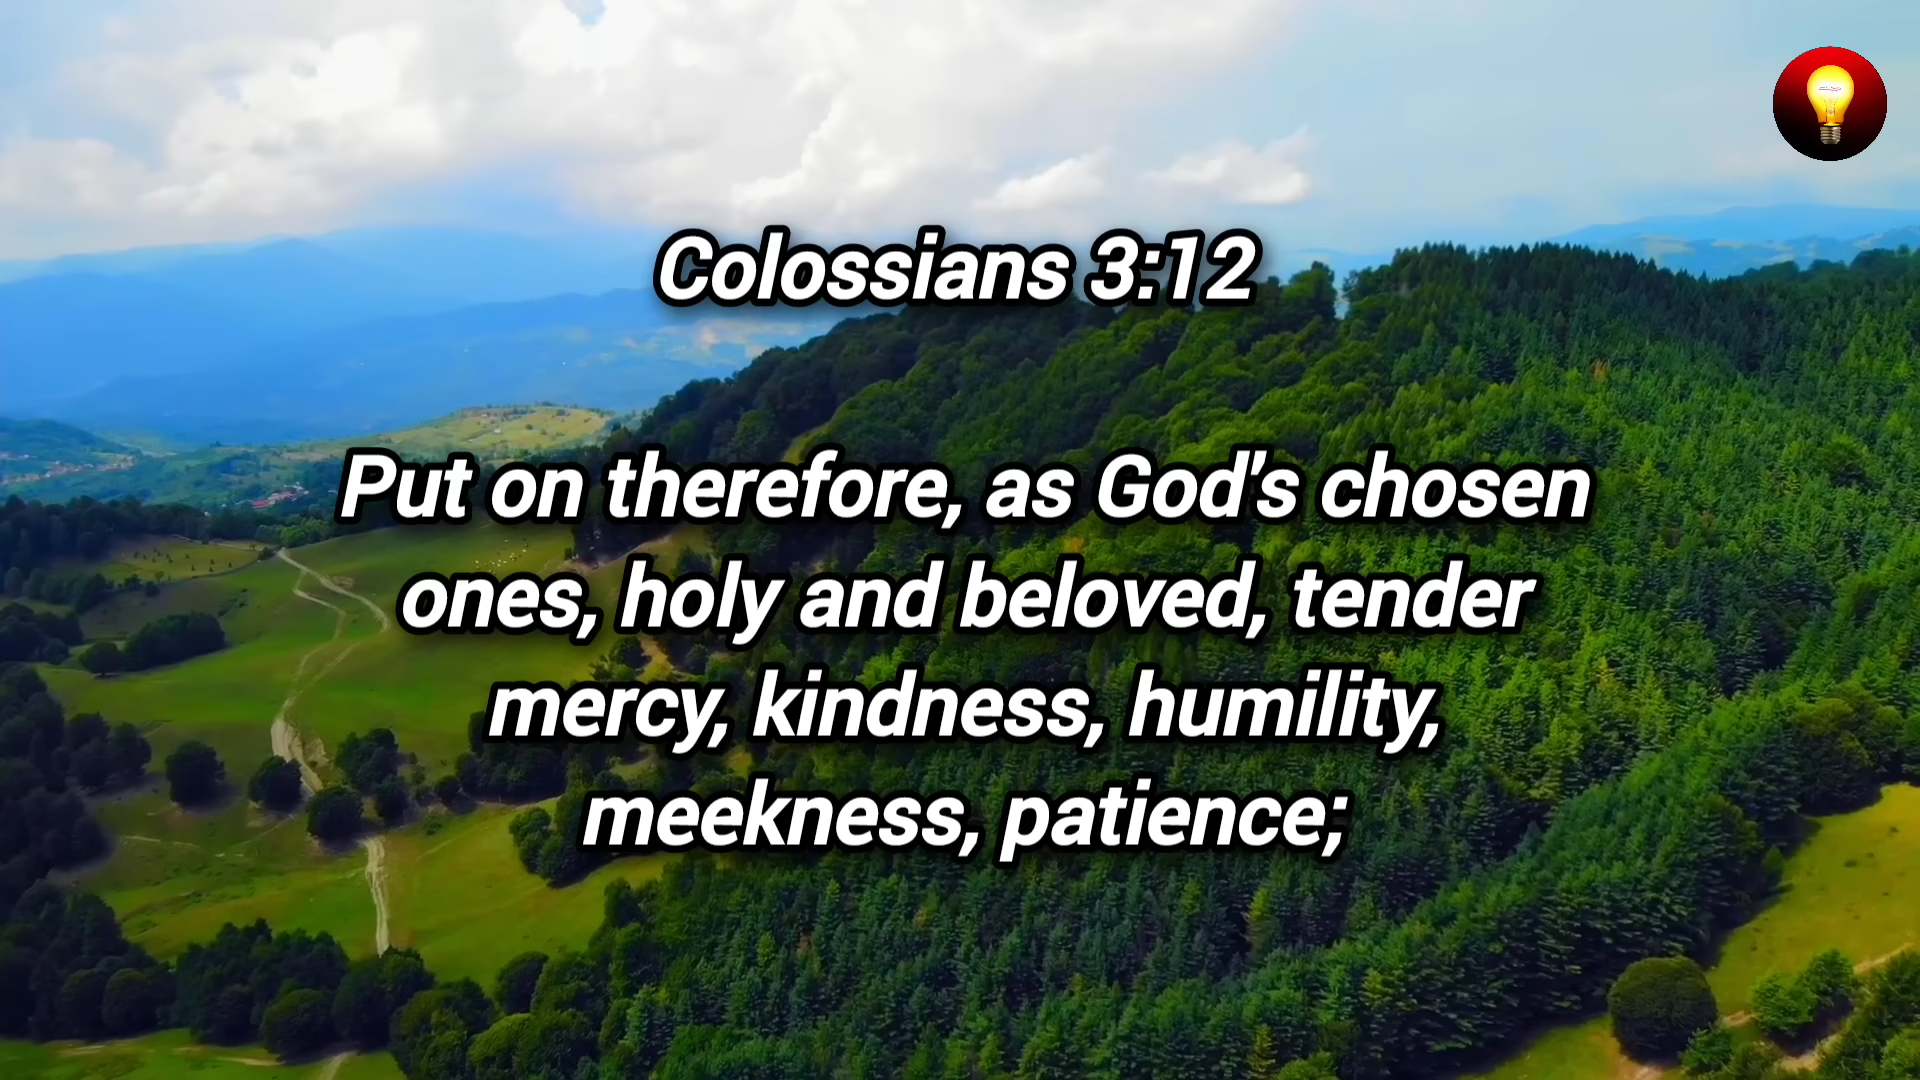 Colossians 3:12
Put on therefore, as God's chosen
ones, holy and beloved, tender
mercy, kindness, humility,
meekness, patience;